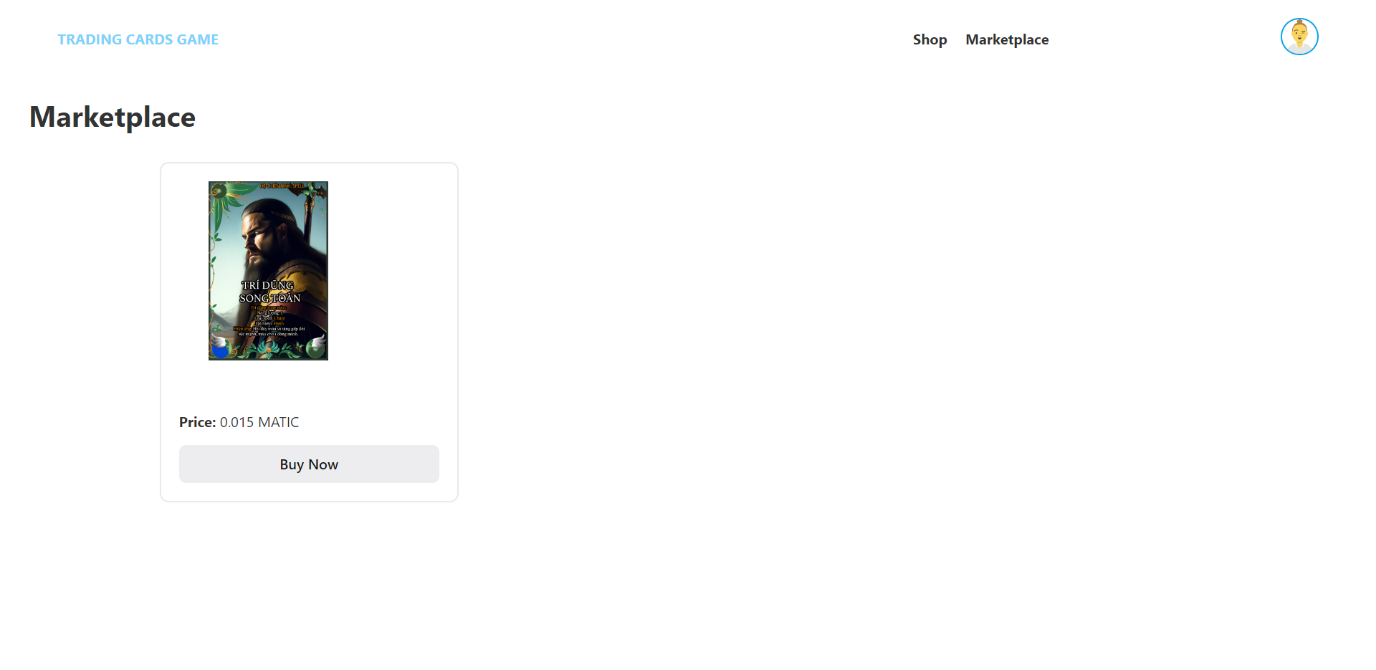 TRADING CARDS GAME
Shop
Marketplace
Marketplace
TRÍ DŨNG
SONG TOÀN
Price: 0.015 MATIC
Buy Now